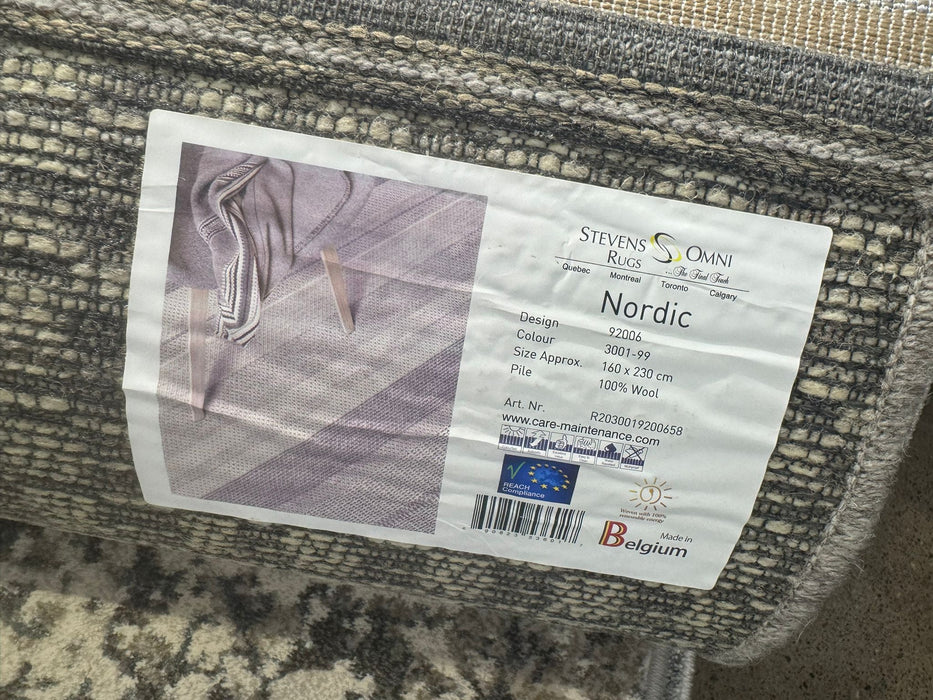 STEVENS OMNI
RUGS
...The Final Touch
Quebec Montreal Toronto Calgary
Nordic
Design 92006
Colour 3001-99
Size Approx. 160 x 230 cm
Pile 100% Wool
Art. Nr. R2030019200658
www.care-maintenance.com
REACH
Compliance
Woven with 100%
renewable energy
Made in
Belgium